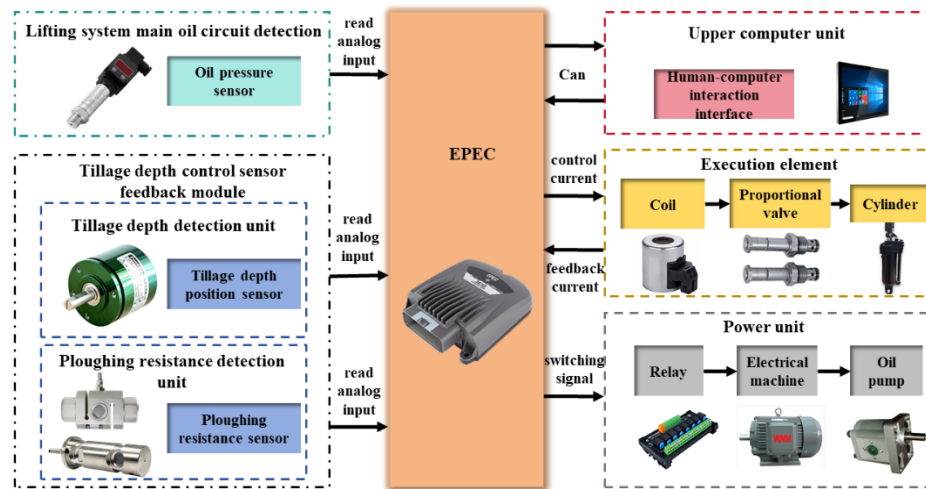 Lifting system main oil circuit detection
Oil pressure
sensor
read
analog
input
Tillage depth control sensor
feedback module
Tillage depth detection unit
Tillage depth
position sensor
read
analog
input
Ploughing resistance detection
unit
Ploughing
resistance sensor
read
analog
input
EPEC
Can
control
current
feedback
current
switching
signal
Upper computer unit
Human-computer
interaction
interface
Execution element
Coil
Proportional
valve
Cylinder
Power unit
Relay
Electrical
machine
Oil
pump